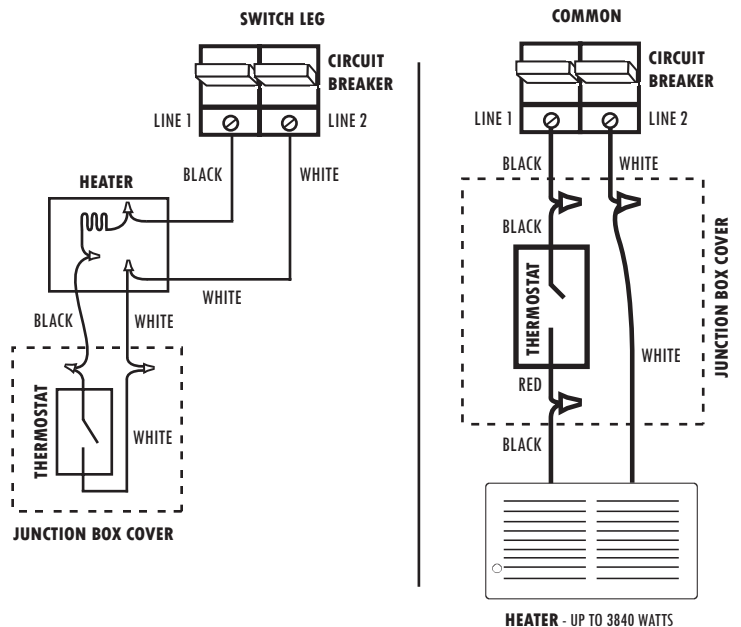 SWITCH LEG
CIRCUIT
BREAKER
LINE 1
LINE 2
BLACK
WHITE
HEATER
WHITE
BLACK
WHITE
THERMOSTAT
WHITE
JUNCTION BOX COVER
COMMON
CIRCUIT
BREAKER
LINE 1
LINE 2
BLACK
WHITE
BLACK
THERMOSTAT
JUNCTION BOX COVER
WHITE
RED
BLACK
HEATER - UP TO 3840 WATTS